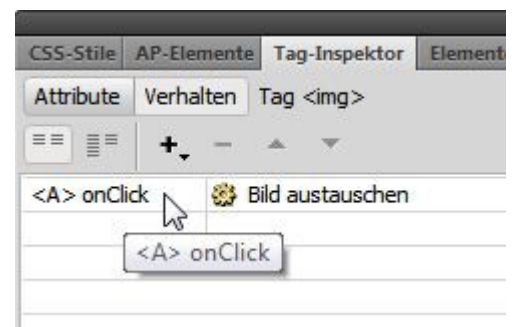 CSS-Stile AP-Elemente Tag-Inspektor Element
Attribute Verhalten Tag <img>
<A> onClick Bild austauschen
<A> onClick